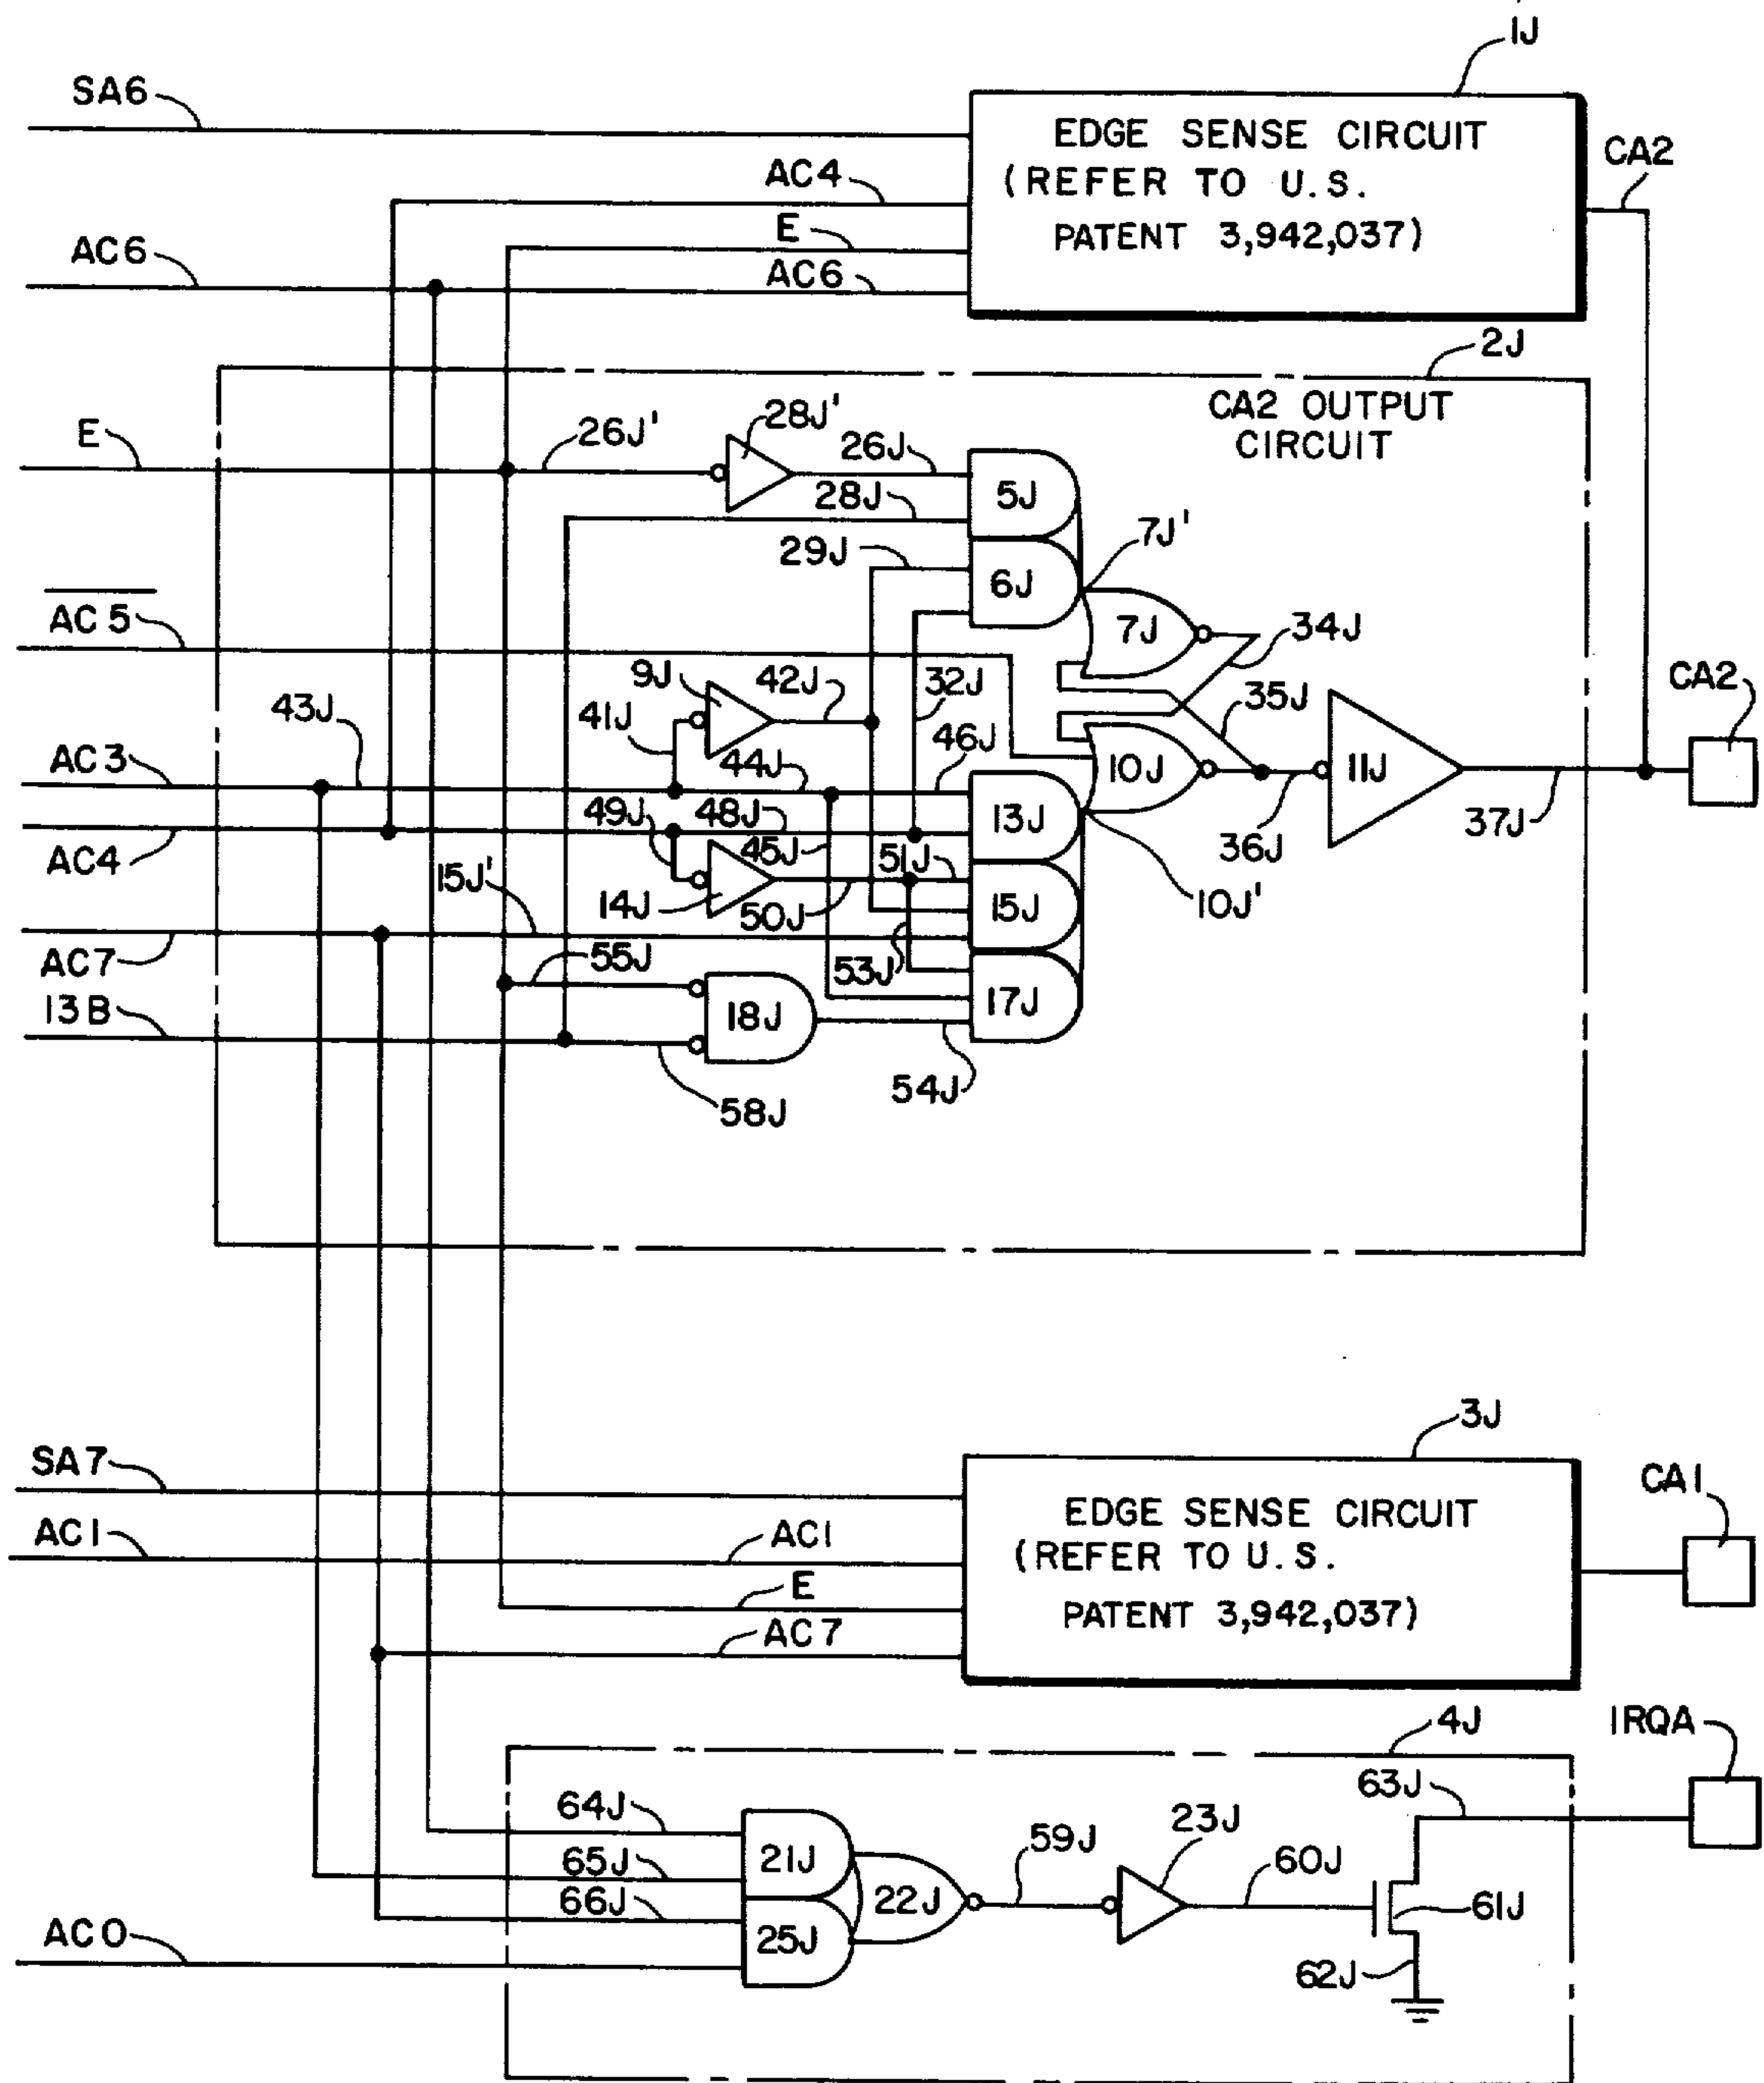 1J
SA6
EDGE SENSE CIRCUIT
(REFER TO U.S.
PATENT 3,942,037)
CA2
AC4
E
AC6
AC6
2J
CA2 OUTPUT
CIRCUIT
E
26J'
28J'
26J
5J
28J
7J'
29J
6J
AC5
7J
34J
9J
42J
32J
35J
CA2
43J
41J
46J
AC3
44J
10J
11J
49J
48J
13J
36J
37J
AC4
45J
51J
15J'
14J
50J
15J
10J'
AC7
55J
53J
13B
18J
17J
54J
58J
3J
SA7
EDGE SENSE CIRCUIT
(REFER TO U.S.
PATENT 3,942,037)
CA1
AC1
AC1
E
AC7
4J
IRQA
63J
64J
23J
59J
60J
21J
65J
22J
66J
61J
AC0
25J
62J